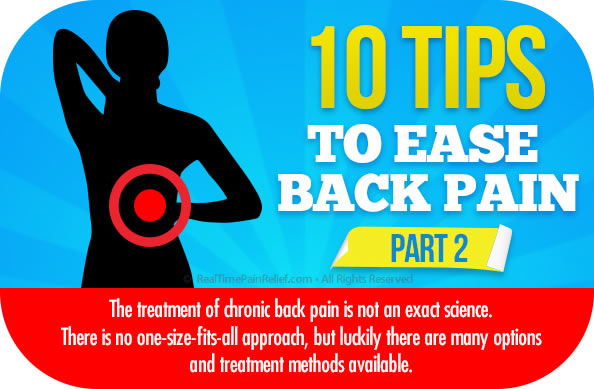 10 TIPS
TO EASE
BACK PAIN
PART 2
© RealTimePainRelief.com • All Rights Reserved
The treatment of chronic back pain is not an exact science.
There is no one-size-fits-all approach, but luckily there are many options
and treatment methods available.